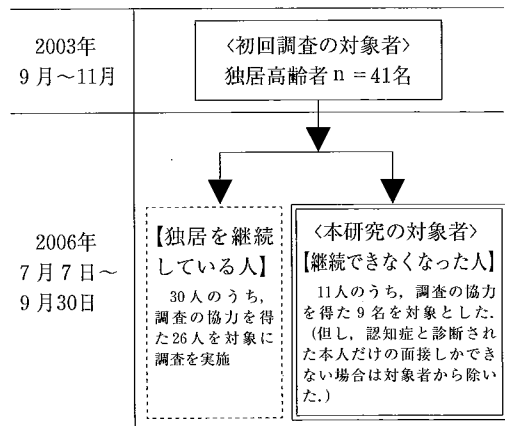 2003年
9月～11月
〈初回調査の対象者〉
独居高齢者 n =41名
2006年
7月7日～
9月30日
【独居を継続
している人】
30人のうち，
調査の協力を得
た26人を対象に
調査を実施
〈本研究の対象者〉
【継続できなくなった人】
11人のうち，調査の協力
を得た9名を対象とした．
（但し，認知症と診断され
た本人だけの面接しかでき
ない場合は対象者から除い
た．）